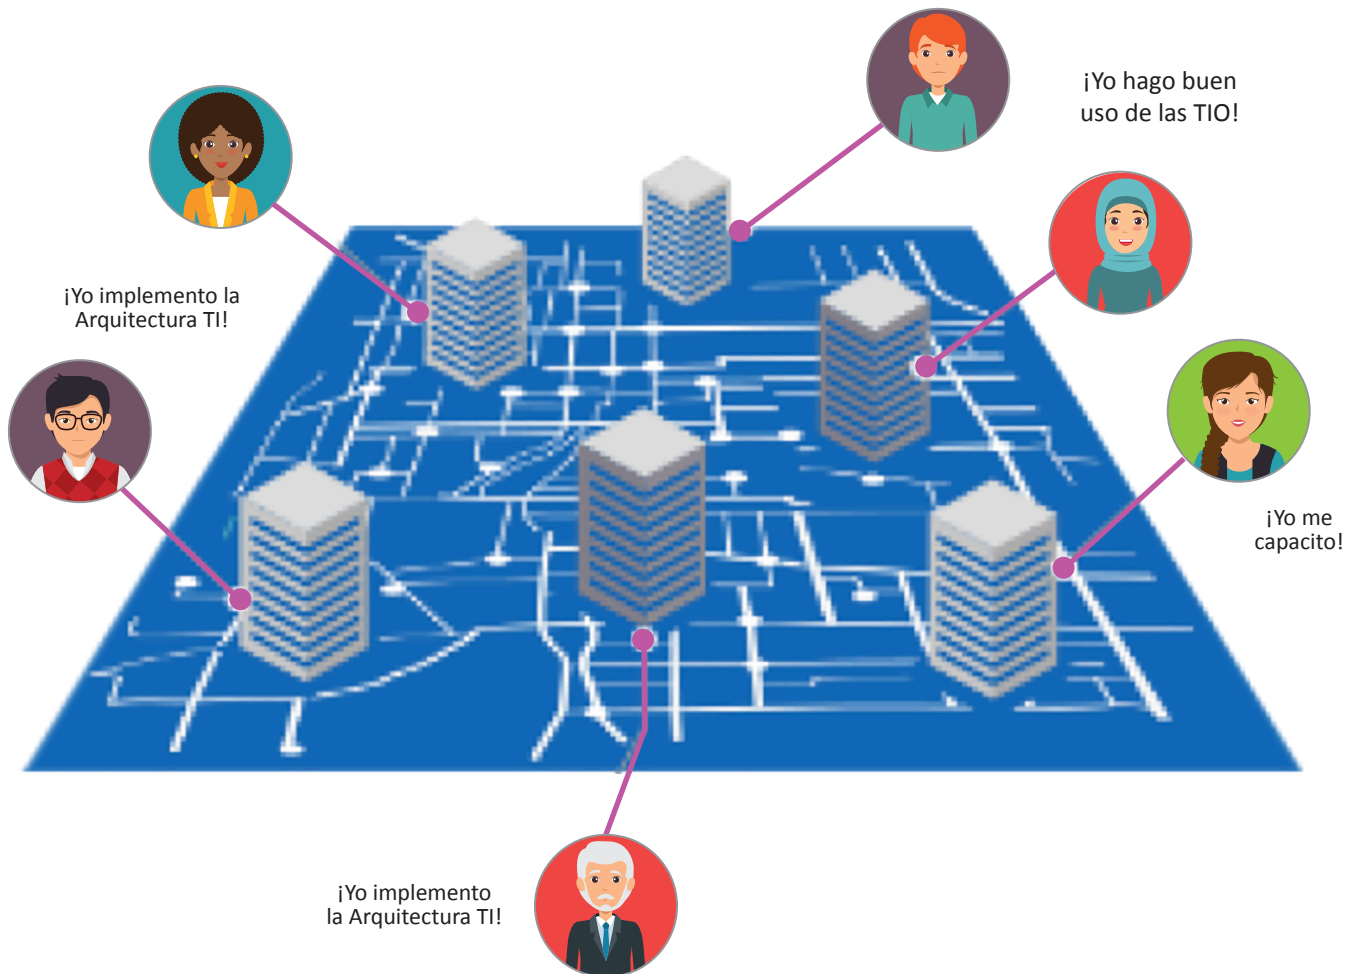 ¡Yo hago buen
uso de las TIO!
¡Yo implemento la
Arquitectura TI!
¡Yo me
capacito!
¡Yo implemento
la Arquitectura TI!